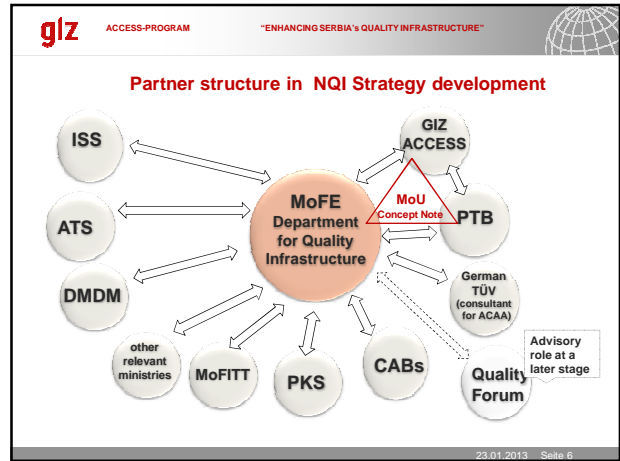 giz
ACCESS-PROGRAM
"ENHANCING SERBIA's QUALITY INFRASTRUCTURE"
Partner structure in NQI Strategy development
ISS
GIZ
ACCESS
MoFE
Department
for Quality
Infrastructure
MoU
Concept Note
PTB
ATS
German
TÜV
(consultant
for ACAA)
DMDM
other
relevant
ministries
MoFITT
PKS
CABs
Quality
Forum
Advisory
role at a
later stage
23.01.2013 Seite 6